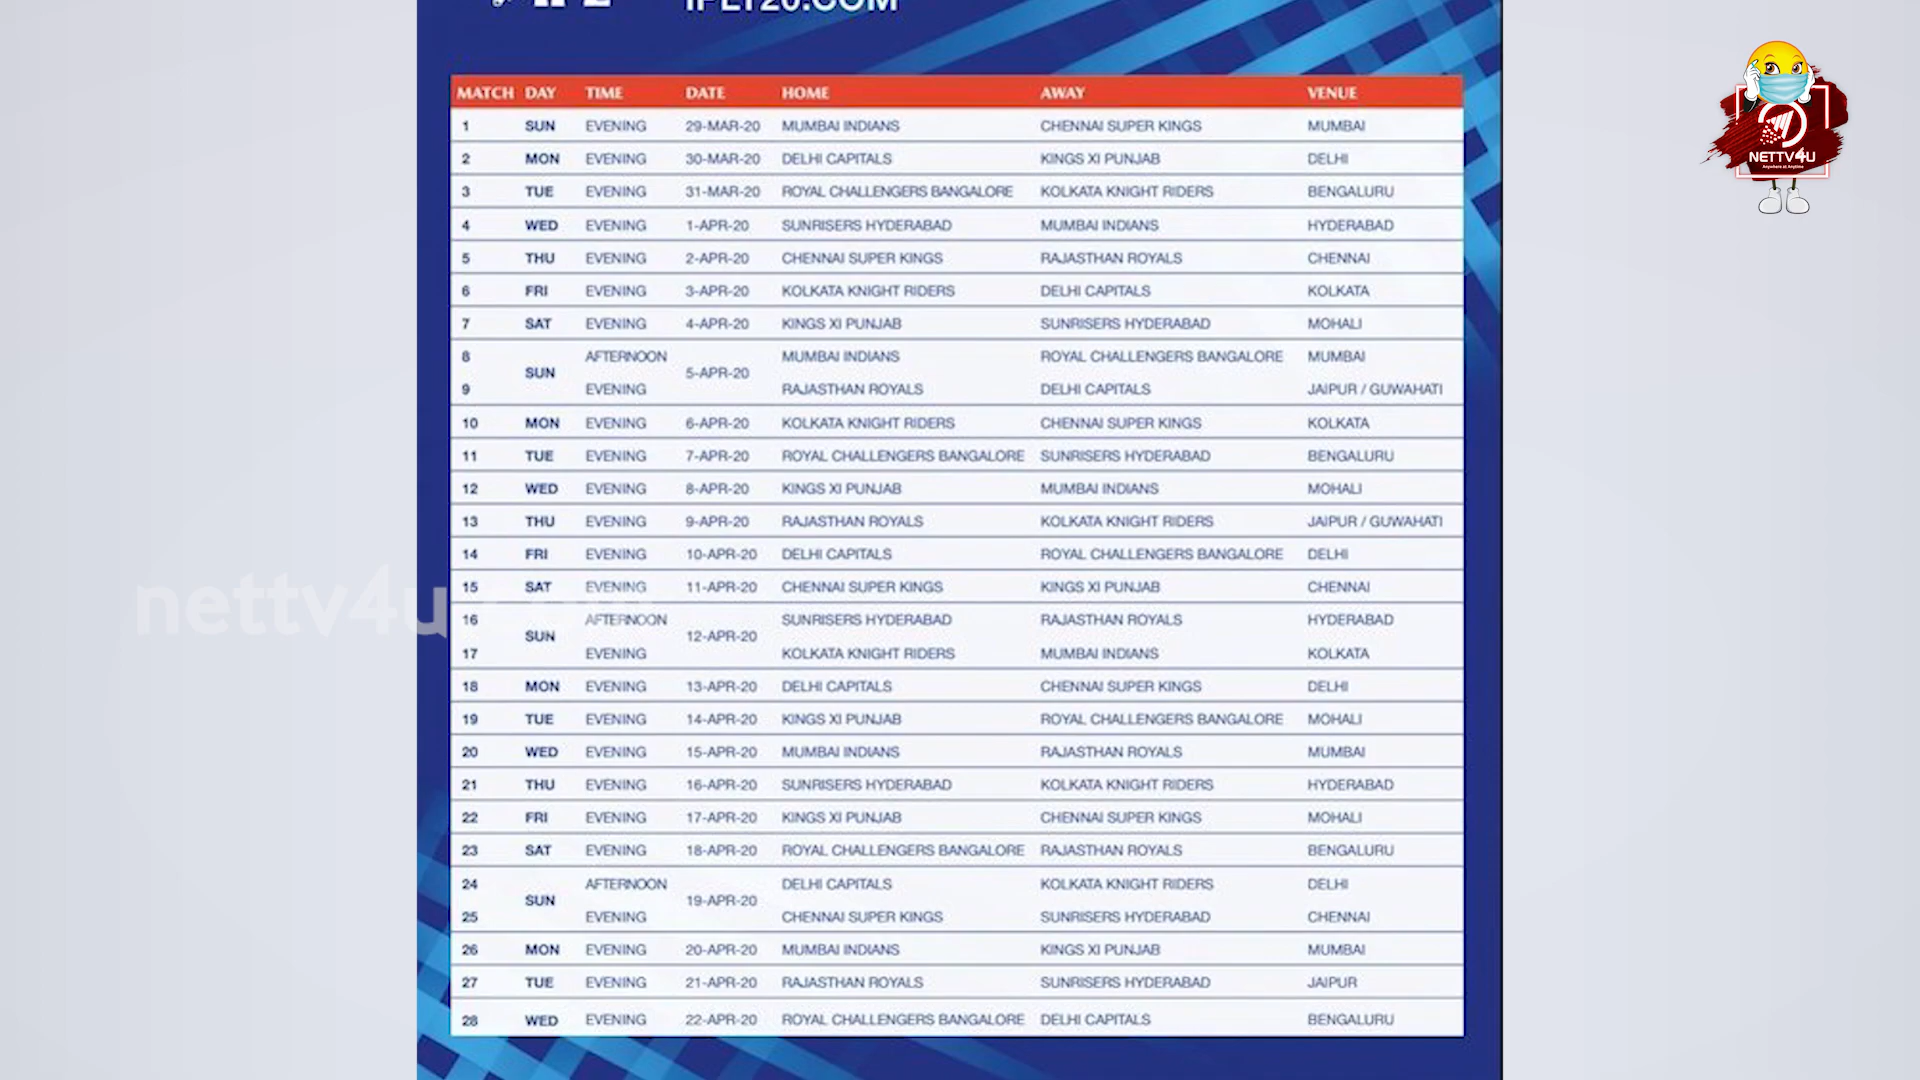 IPLT20.COM
MATCH DAY TIME DATE HOME AWAY VENUE
1 SUN EVENING 29-MAR-20 MUMBAI INDIANS CHENNAI SUPER KINGS MUMBAI
2 MON EVENING 30-MAR-20 DELHI CAPITALS KINGS XI PUNJAB DELHI
3 TUE EVENING 31-MAR-20 ROYAL CHALLENGERS BANGALORE KOLKATA KNIGHT RIDERS BENGALURU
4 WED EVENING 1-APR-20 SUNRISERS HYDERABAD MUMBAI INDIANS HYDERABAD
5 THU EVENING 2-APR-20 CHENNAI SUPER KINGS RAJASTHAN ROYALS CHENNAI
6 FRI EVENING 3-APR-20 KOLKATA KNIGHT RIDERS DELHI CAPITALS KOLKATA
7 SAT EVENING 4-APR-20 KINGS XI PUNJAB SUNRISERS HYDERABAD MOHALI
8 AFTERNOON MUMBAI INDIANS ROYAL CHALLENGERS BANGALORE MUMBAI
SUN 5-APR-20
9 EVENING RAJASTHAN ROYALS DELHI CAPITALS JAIPUR / GUWAHATI
10 MON EVENING 6-APR-20 KOLKATA KNIGHT RIDERS CHENNAI SUPER KINGS KOLKATA
11 TUE EVENING 7-APR-20 ROYAL CHALLENGERS BANGALORE SUNRISERS HYDERABAD BENGALURU
12 WED EVENING 8-APR-20 KINGS XI PUNJAB MUMBAI INDIANS MOHALI
13 THU EVENING 9-APR-20 RAJASTHAN ROYALS KOLKATA KNIGHT RIDERS JAIPUR / GUWAHATI
14 FRI EVENING 10-APR-20 DELHI CAPITALS ROYAL CHALLENGERS BANGALORE DELHI
15 SAT EVENING 11-APR-20 CHENNAI SUPER KINGS KINGS XI PUNJAB CHENNAI
16 AFTERNOON SUNRISERS HYDERABAD RAJASTHAN ROYALS HYDERABAD
SUN 12-APR-20
17 EVENING KOLKATA KNIGHT RIDERS MUMBAI INDIANS KOLKATA
18 MON EVENING 13-APR-20 DELHI CAPITALS CHENNAI SUPER KINGS DELHI
19 TUE EVENING 14-APR-20 KINGS XI PUNJAB ROYAL CHALLENGERS BANGALORE MOHALI
20 WED EVENING 15-APR-20 MUMBAI INDIANS RAJASTHAN ROYALS MUMBAI
21 THU EVENING 16-APR-20 SUNRISERS HYDERABAD KOLKATA KNIGHT RIDERS HYDERABAD
22 FRI EVENING 17-APR-20 KINGS XI PUNJAB CHENNAI SUPER KINGS MOHALI
23 SAT EVENING 18-APR-20 ROYAL CHALLENGERS BANGALORE RAJASTHAN ROYALS BENGALURU
24 AFTERNOON DELHI CAPITALS KOLKATA KNIGHT RIDERS DELHI
SUN 19-APR-20
25 EVENING CHENNAI SUPER KINGS SUNRISERS HYDERABAD CHENNAI
26 MON EVENING 20-APR-20 MUMBAI INDIANS KINGS XI PUNJAB MUMBAI
27 TUE EVENING 21-APR-20 RAJASTHAN ROYALS SUNRISERS HYDERABAD JAIPUR
28 WED EVENING 22-APR-20 ROYAL CHALLENGERS BANGALORE DELHI CAPITALS BENGALURU
nettv4u
NETTV4U
Anywhere at Anytime